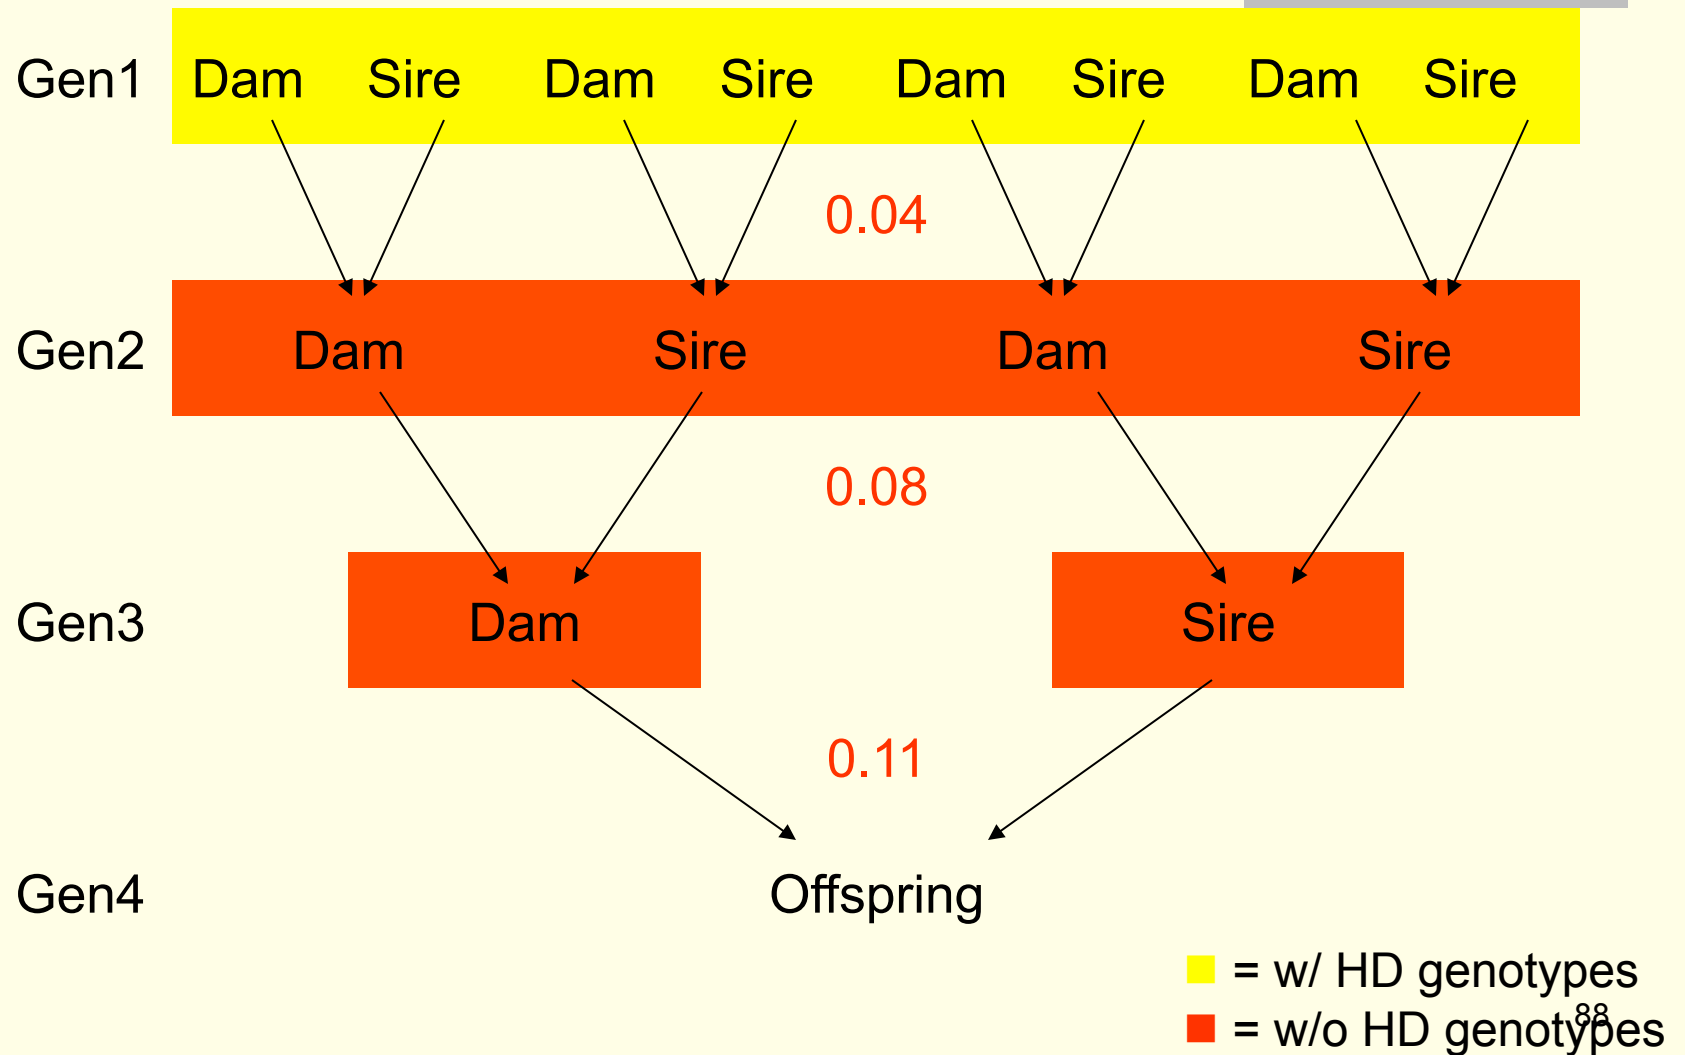 Gen1 Dam Sire Dam Sire Dam Sire Dam Sire
0.04
Gen2 Dam Sire Dam Sire
0.08
Gen3 Dam Sire
0.11
Gen4 Offspring
= w/ HD genotypes
= w/o HD genotypes
88